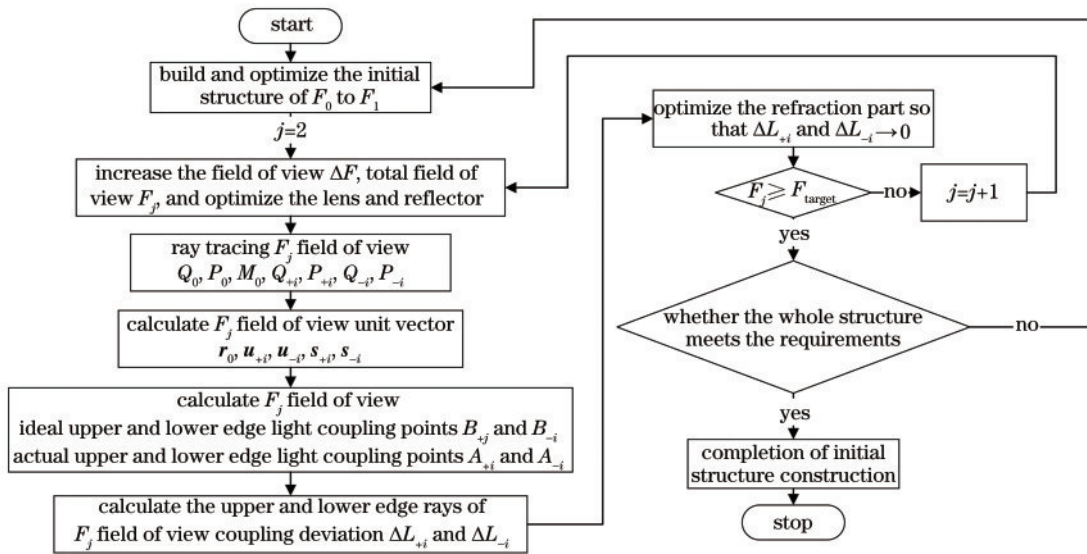 start
build and optimize the initial
structure of F₀ to F₁
j=2
increase the field of view ΔF, total field
of view Fⱼ, and optimize the lens and reflector
ray tracing Fⱼ field of view
Q₀, P₀, M₀, Q₊ᵢ, P₊ᵢ, Q₋ᵢ, P₋ᵢ
calculate Fⱼ field of view unit vector
r₀, u₊ᵢ, u₋ᵢ, s₊ᵢ, s₋ᵢ
calculate Fⱼ field of view
ideal upper and lower edge light coupling points B₊ⱼ and B₋ᵢ
actual upper and lower edge light coupling points A₊ᵢ and A₋ᵢ
calculate the upper and lower edge rays of
Fⱼ field of view coupling deviation ΔL₊ᵢ and ΔL₋ᵢ
optimize the refraction part so
that ΔL₊ᵢ and ΔL₋ᵢ→0
Fⱼ⩾F_target
no
j=j+1
yes
whether the whole structure
meets the requirements
no
yes
completion of initial
structure construction
stop